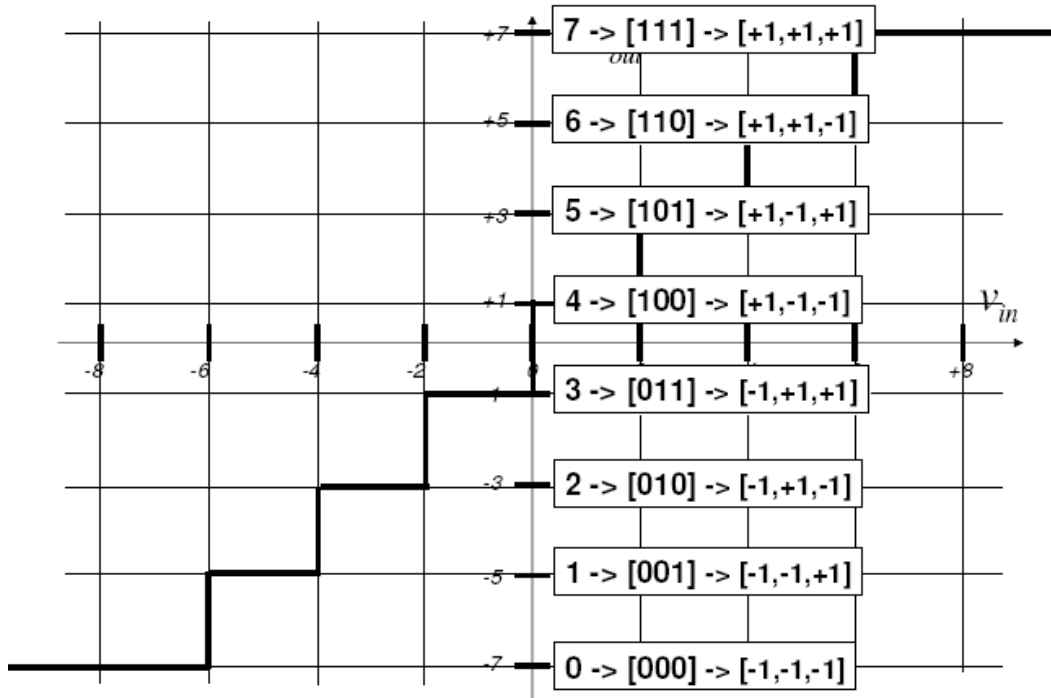 +7
7 -> [111] -> [+1,+1,+1]
out
+5
6 -> [110] -> [+1,+1,-1]
+3
5 -> [101] -> [+1,-1,+1]
+1
4 -> [100] -> [+1,-1,-1]
v_in
-8 -6 -4 -2 0 +8
-1
3 -> [011] -> [-1,+1,+1]
-3
2 -> [010] -> [-1,+1,-1]
-5
1 -> [001] -> [-1,-1,+1]
-7
0 -> [000] -> [-1,-1,-1]